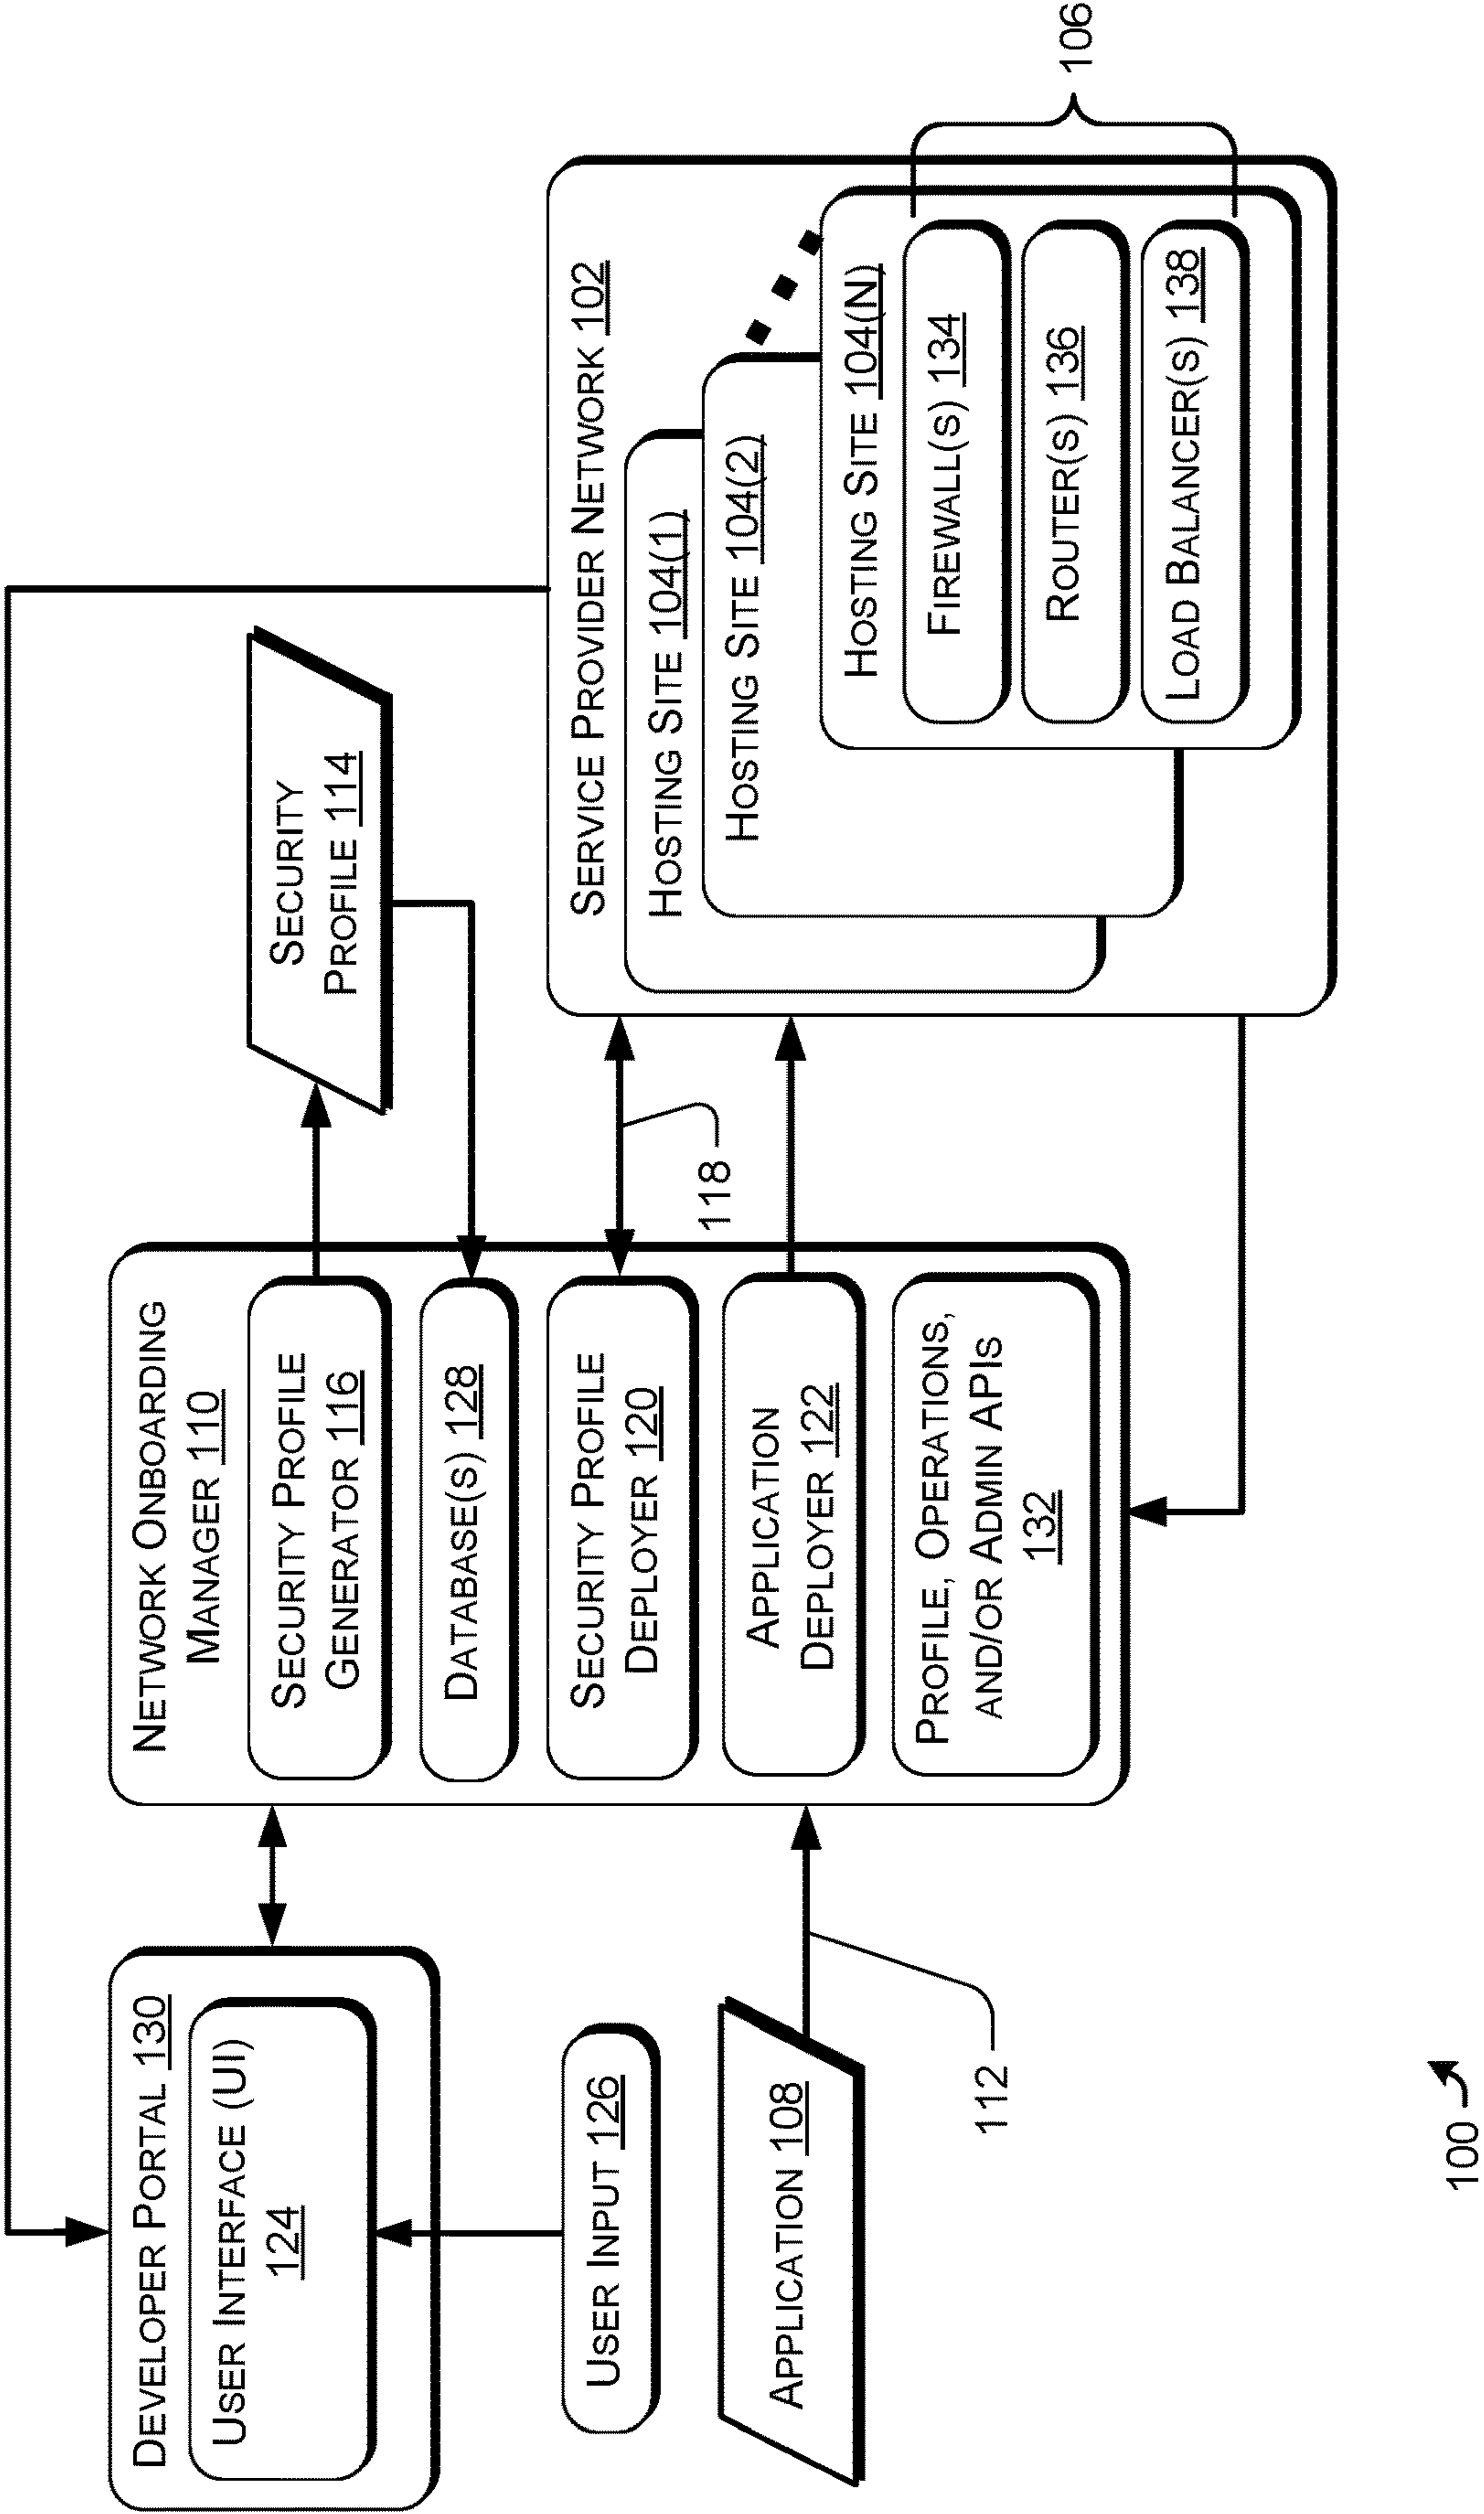 DEVELOPER PORTAL 130
USER INTERFACE (UI)
124
USER INPUT 126
APPLICATION 108
112
100
NETWORK ONBOARDING
MANAGER 110
SECURITY PROFILE
GENERATOR 116
DATABASE(S) 128
SECURITY PROFILE
DEPLOYER 120
APPLICATION
DEPLOYER 122
PROFILE, OPERATIONS,
AND/OR ADMIN APIS
132
SECURITY
PROFILE 114
118
SERVICE PROVIDER NETWORK 102
HOSTING SITE 104(1)
HOSTING SITE 104(2)
HOSTING SITE 104(N)
FIREWALL(S) 134
ROUTER(S) 136
LOAD BALANCER(S) 138
106